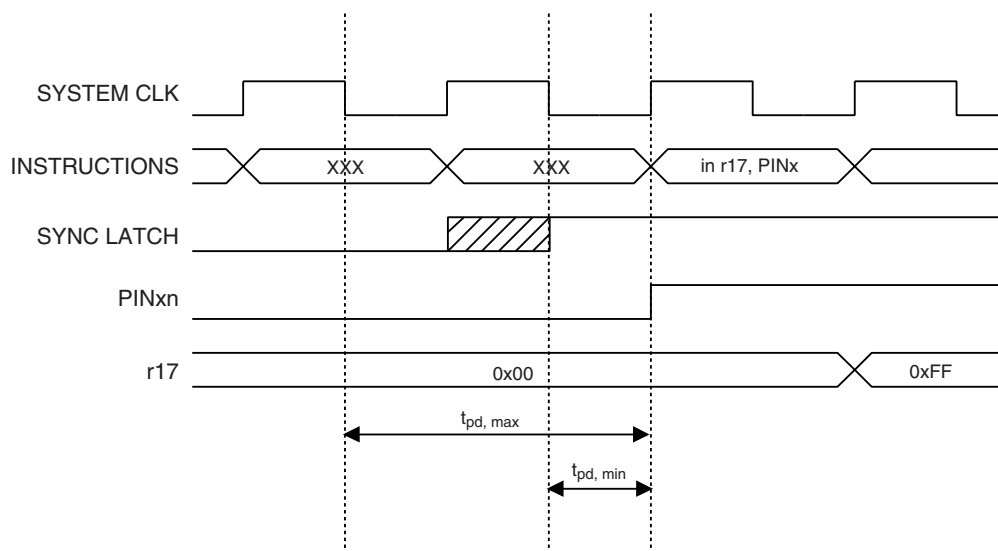 SYSTEM CLK
INSTRUCTIONS XXX XXX in r17, PINx
SYNC LATCH
PINxn
r17 0x00 0xFF
tpd, max
tpd, min